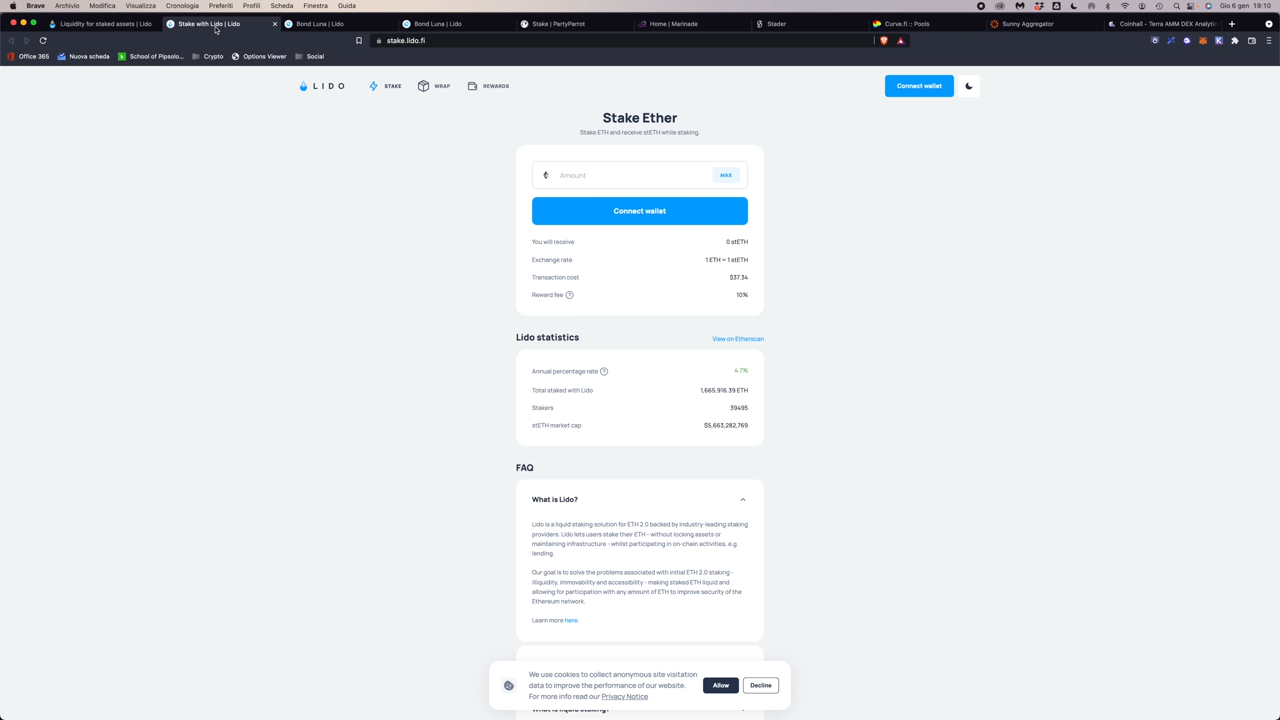 Brave Archivio Modifica Visualizza Cronologia Preferiti Profili Scheda Finestra Guida Gio 6 gen 19:10
Liquidity for staked assets | Lido Stake with Lido | Lido Bond Luna | Lido Bond Luna | Lido Stake | PartyParrot Home | Marinade Stader Curve.fi :: Pools Sunny Aggregator Coinhall - Terra AMM DEX Analytic
stake.lido.fi
Office 365 Nuova scheda School of Pipsolo... Crypto Options Viewer Social
LIDO STAKE WRAP REWARDS Connect wallet
Stake Ether
Stake ETH and receive stETH while staking.
Amount MAX
Connect wallet
You will receive 0 stETH
Exchange rate 1 ETH = 1 stETH
Transaction cost $37.34
Reward fee ? 10%
Lido statistics View on Etherscan
Annual percentage rate ? 4.7%
Total staked with Lido 1,665,916.39 ETH
Stakers 39495
stETH market cap $5,663,282,769
FAQ
What is Lido?
Lido is a liquid staking solution for ETH 2.0 backed by industry-leading staking
providers. Lido lets users stake their ETH - without locking assets or
maintaining infrastructure - whilst participating in on-chain activities, e.g.
lending.
Our goal is to solve the problems associated with initial ETH 2.0 staking -
illiquidity, immovability and accessibility - making staked ETH liquid and
allowing for participation with any amount of ETH to improve security of the
Ethereum network.
Learn more here.
We use cookies to collect anonymous site visitation
data to improve the performance of our website.
For more info read our Privacy Notice
Allow Decline
What is liquid staking?